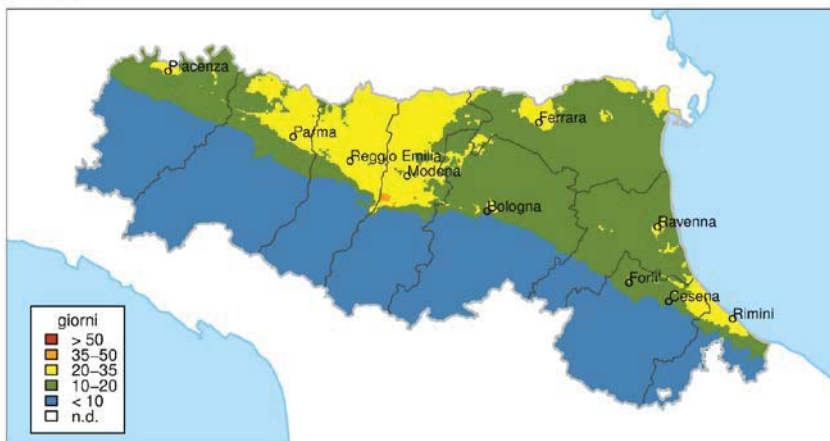 Piacenza
Parma
Reggio Emilia
Modena
Ferrara
Bologna
Ravenna
Forli'
Cesena
Rimini
giorni
> 50
35–50
20–35
10–20
< 10
n.d.